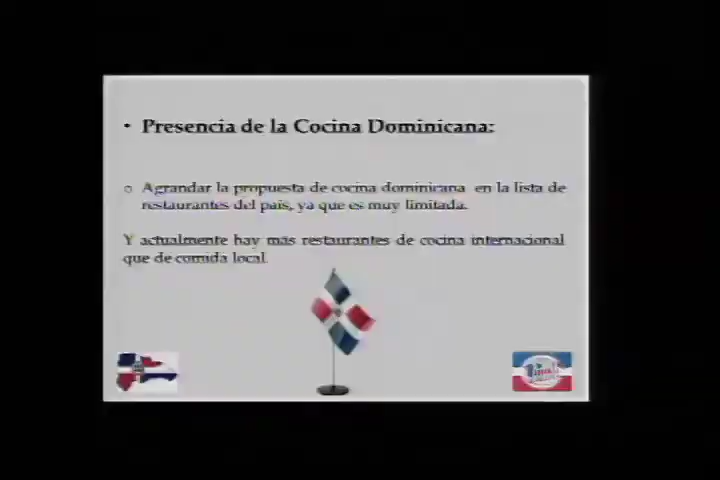 • Presencia de la Cocina Dominicana:
o Agrandar la propuesta de cocina dominicana en la lista de
restaurantes del país, ya que es muy limitada.
Y actualmente hay más restaurantes de cocina internacional
que de comida local.